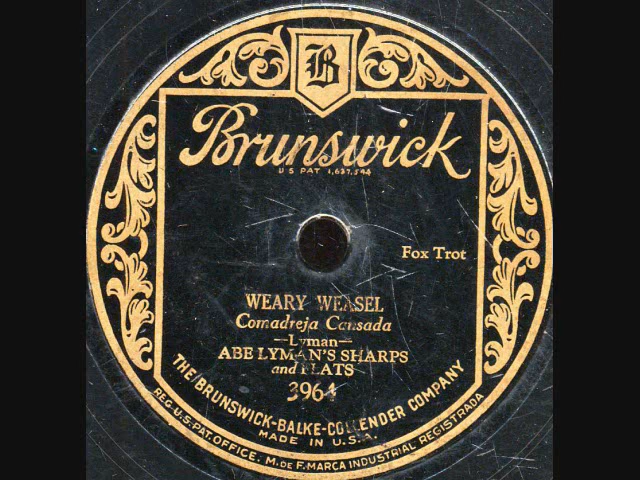 B
Brunswick
U S PAT 1,637,544
Fox Trot
WEARY WEASEL
Comadreja Cansada
—Lyman—
ABE LYMAN'S SHARPS
and FLATS
3964
THE BRUNSWICK-BALKE-COLLENDER COMPANY
MADE IN U.S.A.
REG. U.S. PAT. OFFICE. M. DE F. MARCA INDUSTRIAL REGISTRADA